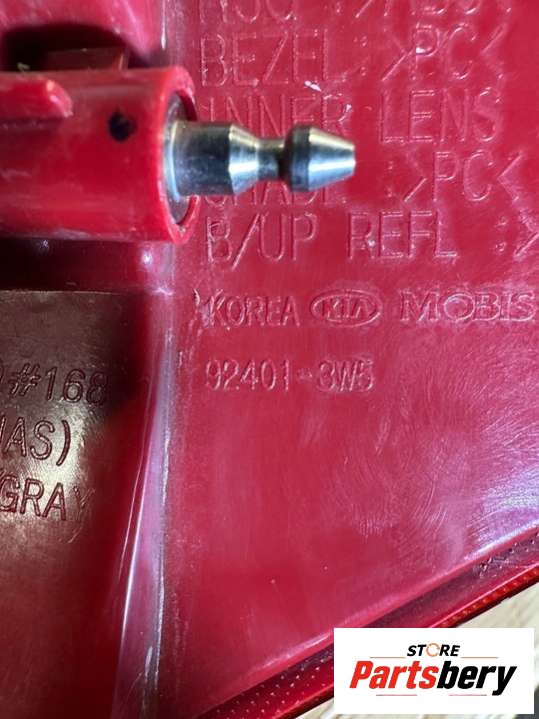 BEZEL :>PC<
INNER LENS
:>PC<
B/UP REFL :>
KOREA KIA MOBIS
92401-3W5
#168
AS)
GRAY
STORE
Partsbery